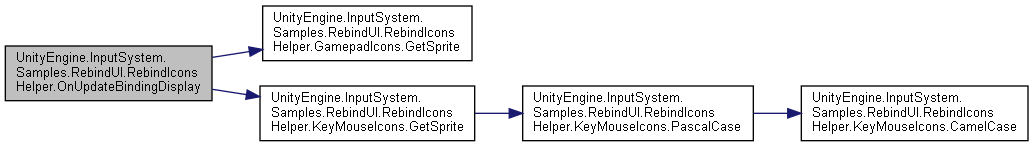 UnityEngine.InputSystem.
Samples.RebindUI.RebindIcons
Helper.OnUpdateBindingDisplay
UnityEngine.InputSystem.
Samples.RebindUI.RebindIcons
Helper.GamepadIcons.GetSprite
UnityEngine.InputSystem.
Samples.RebindUI.RebindIcons
Helper.KeyMouseIcons.GetSprite
UnityEngine.InputSystem.
Samples.RebindUI.RebindIcons
Helper.KeyMouseIcons.PascalCase
UnityEngine.InputSystem.
Samples.RebindUI.RebindIcons
Helper.KeyMouseIcons.CamelCase